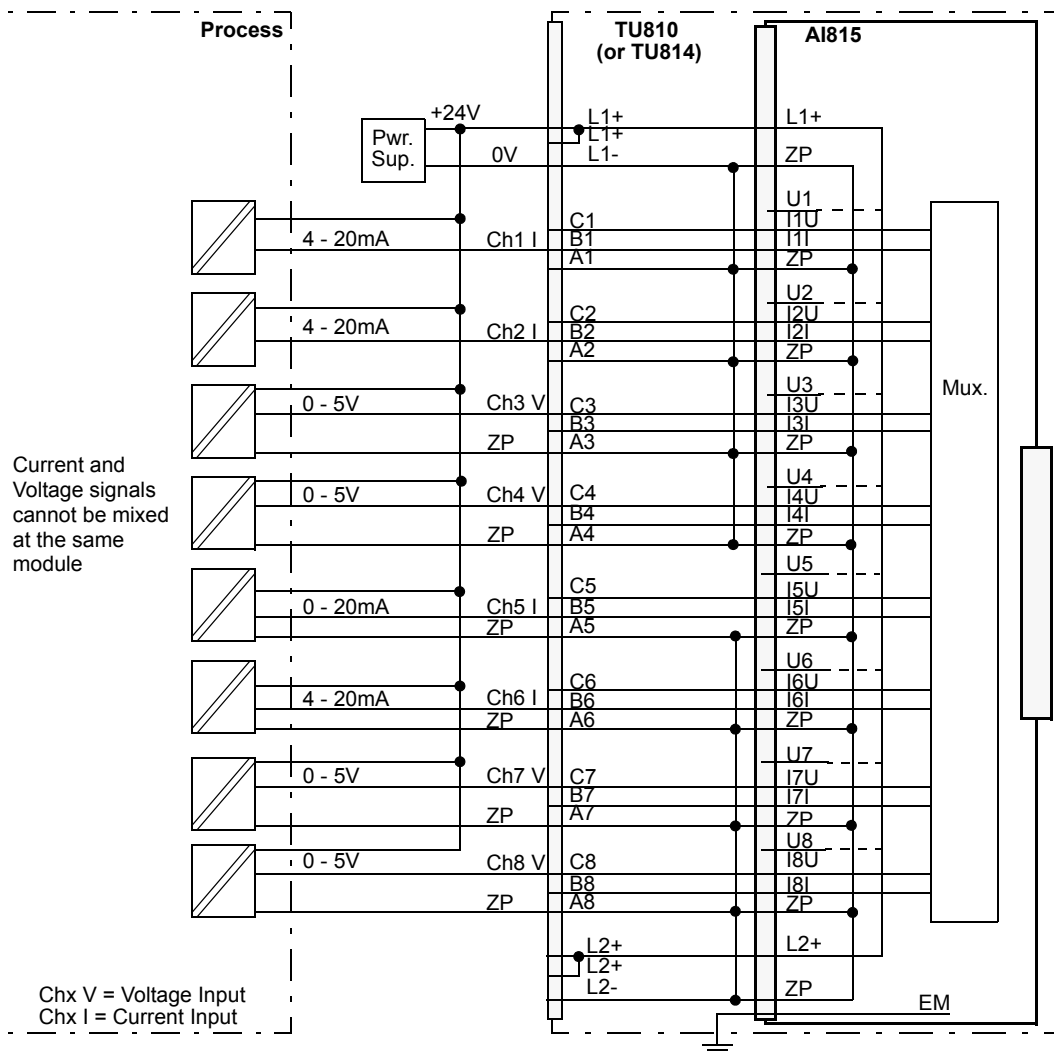 Process
TU810
(or TU814)
AI815
+24V
Pwr.
Sup.
0V
L1+
L1+
L1-
L1+
ZP
4 - 20mA
Ch1 I
C1
B1
A1
U1
I1U
I1I
ZP
4 - 20mA
Ch2 I
C2
B2
A2
U2
I2U
I2I
ZP
Mux.
0 - 5V
Ch3 V
ZP
C3
B3
A3
U3
I3U
I3I
ZP
Current and
Voltage signals
cannot be mixed
at the same
module
0 - 5V
Ch4 V
ZP
C4
B4
A4
U4
I4U
I4I
ZP
0 - 20mA
Ch5 I
ZP
C5
B5
A5
U5
I5U
I5I
ZP
4 - 20mA
Ch6 I
ZP
C6
B6
A6
U6
I6U
I6I
ZP
0 - 5V
Ch7 V
ZP
C7
B7
A7
U7
I7U
I7I
ZP
0 - 5V
Ch8 V
ZP
C8
B8
A8
U8
I8U
I8I
ZP
L2+
L2+
L2-
L2+
ZP
EM
Chx V = Voltage Input
Chx I = Current Input